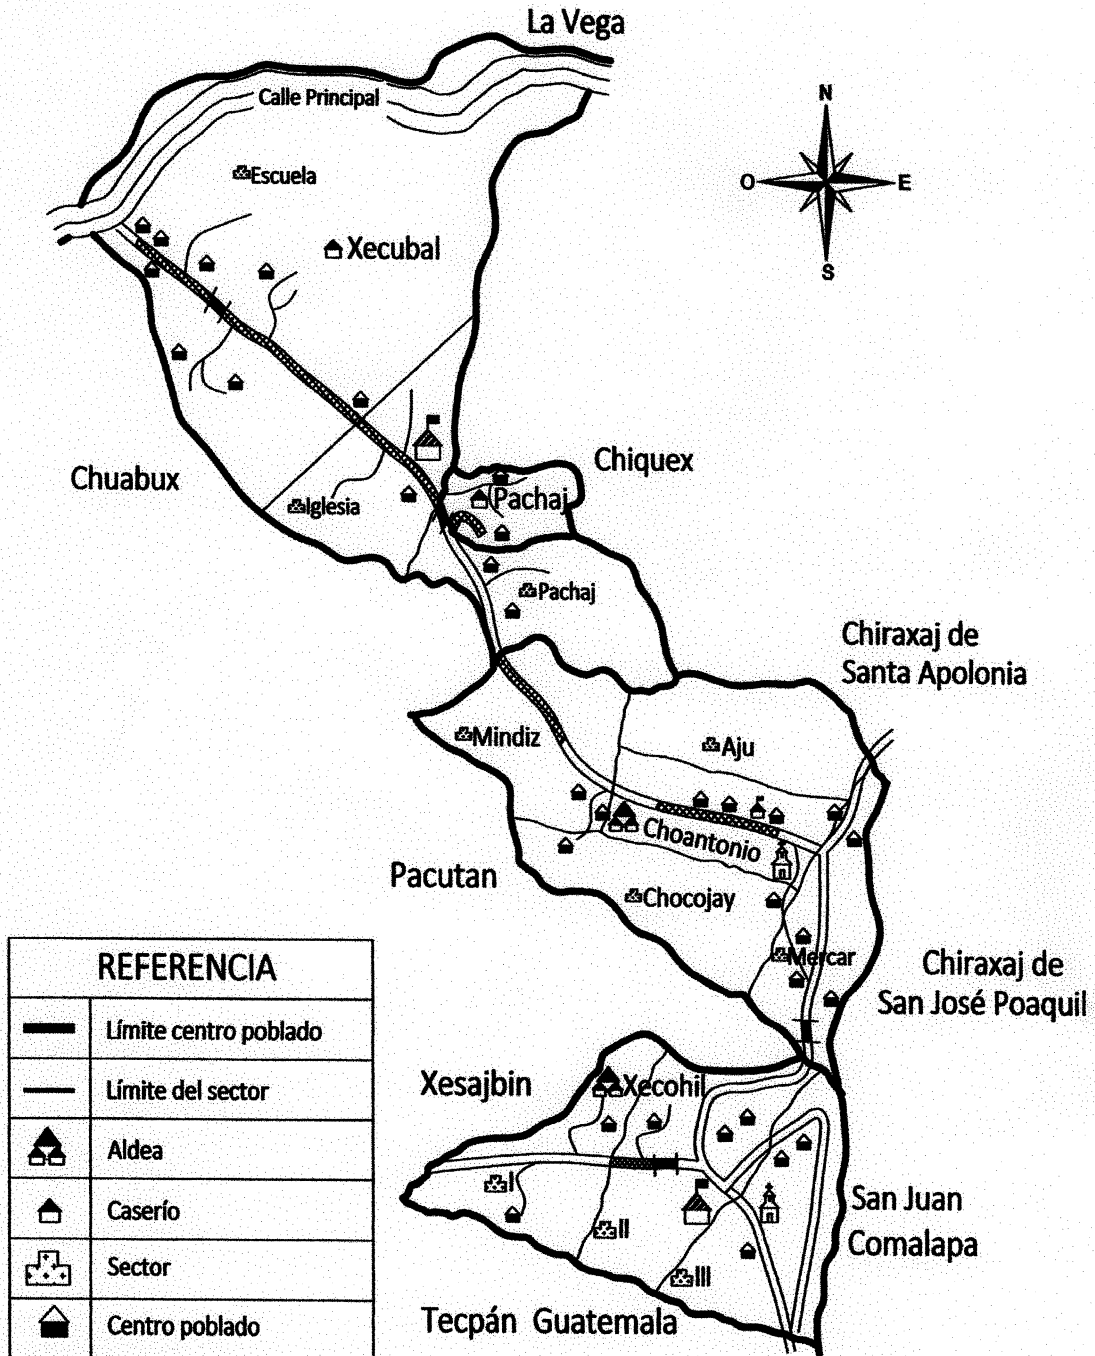 La Vega
Calle Principal
N
O
E
S
Escuela
Xecubal
Chuabux
Chiquex
Iglesia
Pachaj
Pachaj
Chiraxaj de
Santa Apolonia
Mindiz
Aju
Choantonio
Pacutan
Chocojay
Mercar
Chiraxaj de
San José Poaquil
Xesajbin
Xecohil
I
II
III
San Juan
Comalapa
Tecpán Guatemala
REFERENCIA
Límite centro poblado
Límite del sector
Aldea
Caserío
Sector
Centro poblado